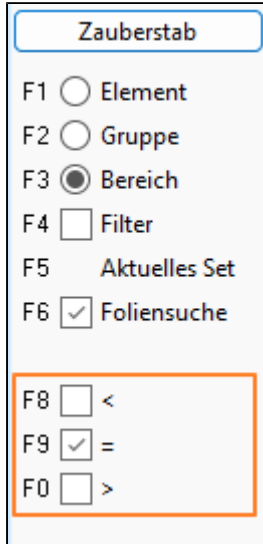 Zauberstab
F1 Element
F2 Gruppe
F3 Bereich
F4 Filter
F5 Aktuelles Set
F6 Foliensuche
F8 <
F9 =
F0 >